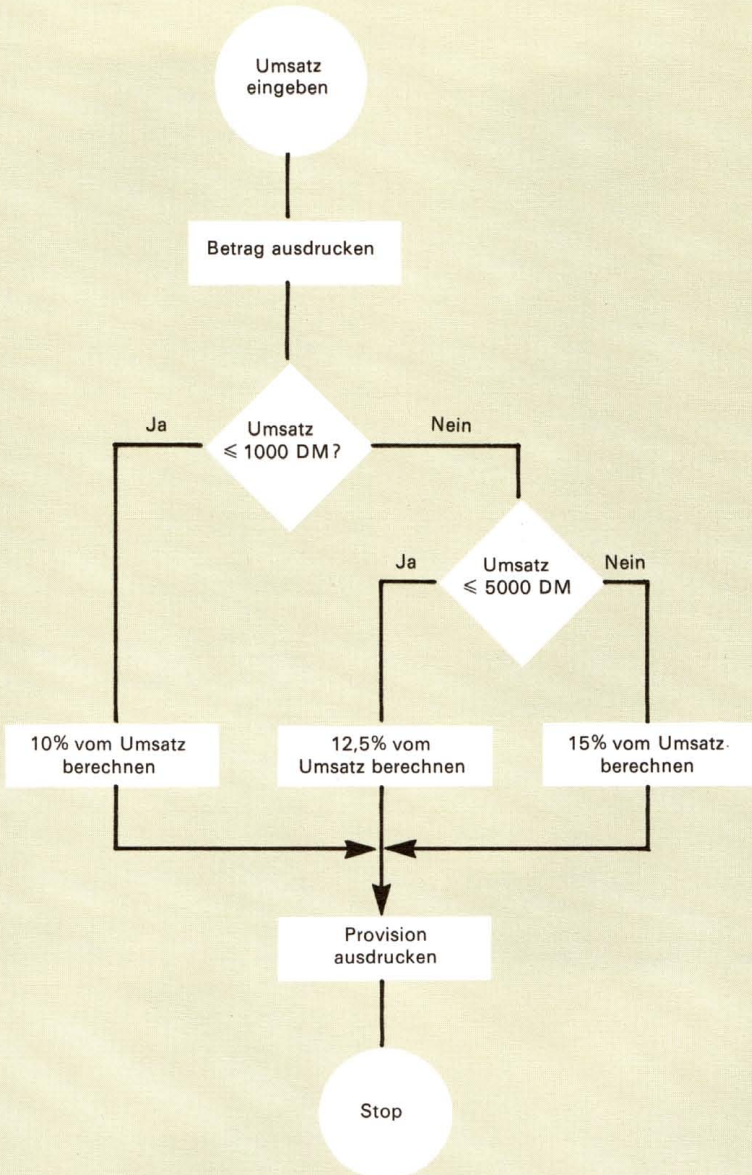 Umsatz
eingeben
Betrag ausdrucken
Ja
Umsatz
≤ 1000 DM?
Nein
Ja
Umsatz
≤ 5000 DM
Nein
10% vom Umsatz
berechnen
12,5% vom
Umsatz berechnen
15% vom Umsatz
berechnen
Provision
ausdrucken
Stop